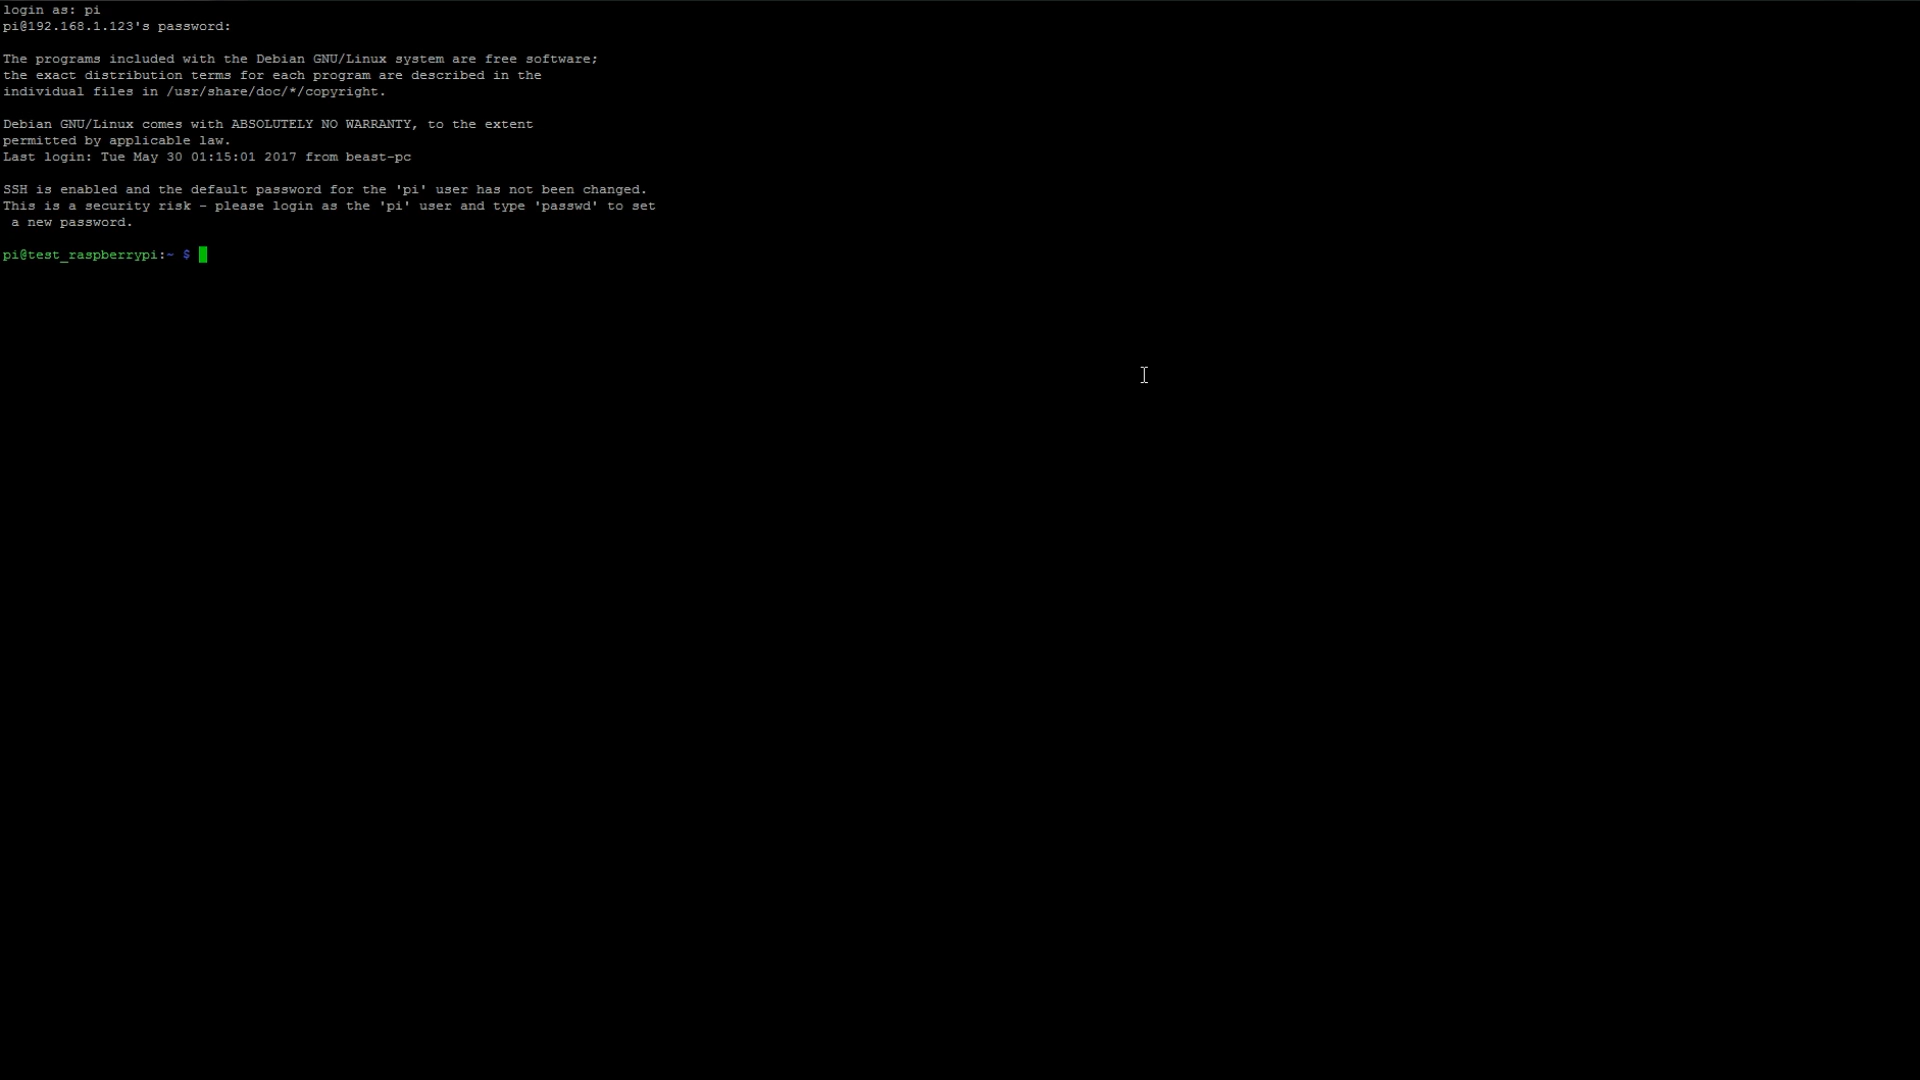 login as: pi
pi@192.168.1.123's password:
The programs included with the Debian GNU/Linux system are free software;
the exact distribution terms for each program are described in the
individual files in /usr/share/doc/*/copyright.
Debian GNU/Linux comes with ABSOLUTELY NO WARRANTY, to the extent
permitted by applicable law.
Last login: Tue May 30 01:15:01 2017 from beast-pc
SSH is enabled and the default password for the 'pi' user has not been changed.
This is a security risk - please login as the 'pi' user and type 'passwd' to set
 a new password.
pi@test_raspberrypi:~ $